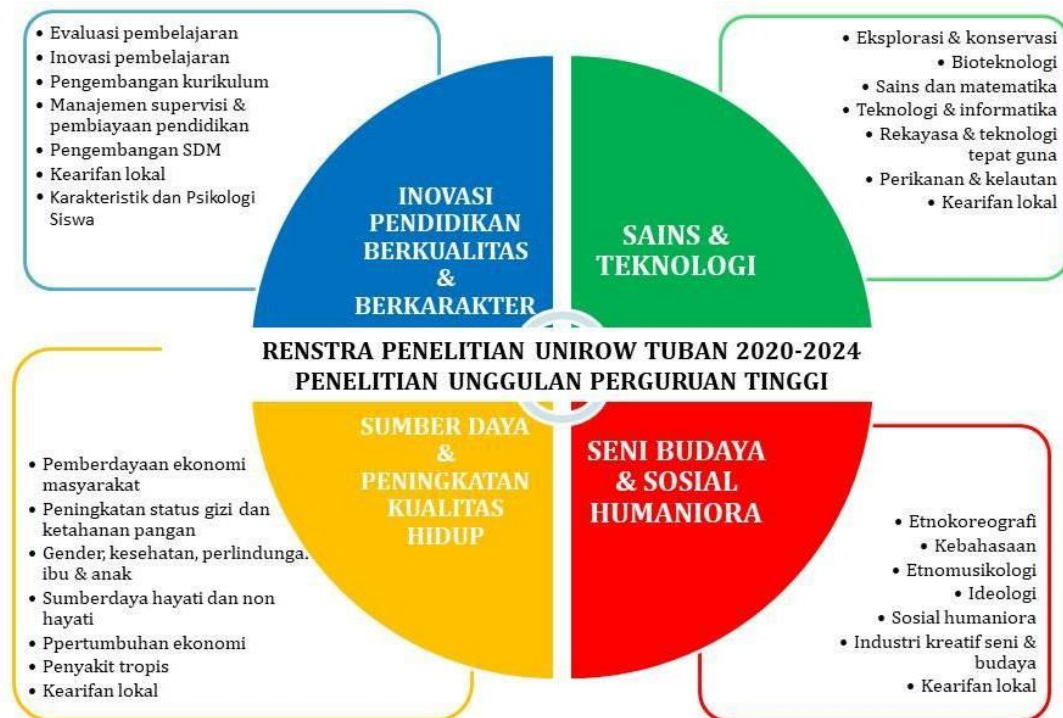 • Evaluasi pembelajaran
• Inovasi pembelajaran
• Pengembangan kurikulum
• Manajemen supervisi &
pembiayaan pendidikan
• Pengembangan SDM
• Kearifan lokal
• Karakteristik dan Psikologi
Siswa
INOVASI
PENDIDIKAN
BERKUALITAS
&
BERKARAKTER
• Eksplorasi & konservasi
• Bioteknologi
• Sains dan matematika
• Teknologi & informatika
• Rekayasa & teknologi
tepat guna
• Perikanan & kelautan
• Kearifan lokal
SAINS &
TEKNOLOGI
RENSTRA PENELITIAN UNIROW TUBAN 2020-2024
PENELITIAN UNGGULAN PERGURUAN TINGGI
SUMBER DAYA
&
PENINGKATAN
KUALITAS
HIDUP
• Pemberdayaan ekonomi
masyarakat
• Peningkatan status gizi dan
ketahanan pangan
• Gender, kesehatan, perlindunga
ibu & anak
• Sumberdaya hayati dan non
hayati
• Ppertumbuhan ekonomi
• Penyakit tropis
• Kearifan lokal
SENI BUDAYA
& SOSIAL
HUMANIORA
• Etnokoreografi
• Kebahasaan
• Etnomusikologi
• Ideologi
• Sosial humaniora
• Industri kreatif seni &
budaya
• Kearifan lokal